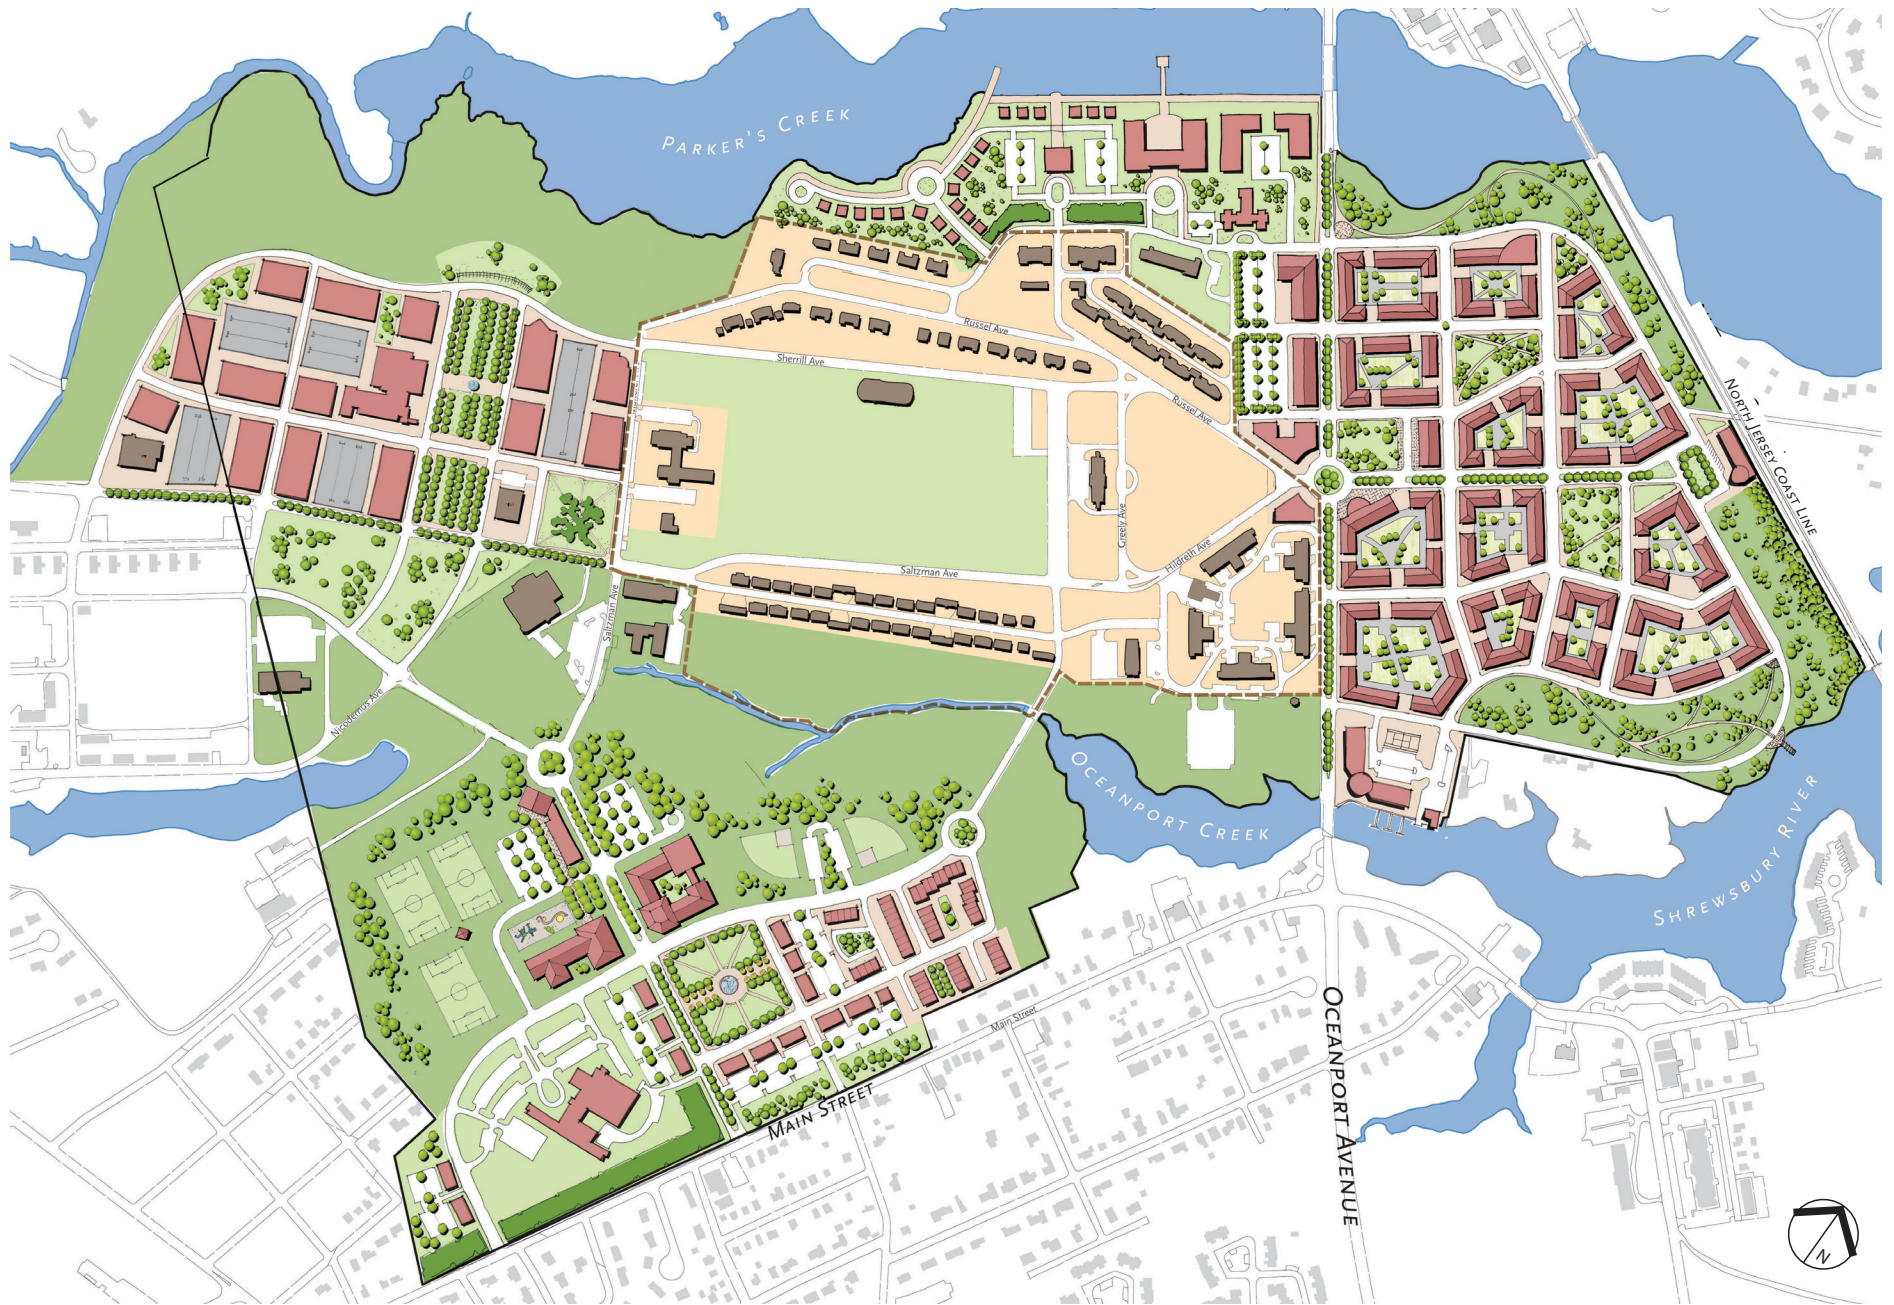 PARKER'S CREEK
Russel Ave
Sherrill Ave
Russel Ave
NORTH JERSEY COAST LINE
Greely Ave
Hildreth Ave
Saltzman Ave
Saltzman Ave
Nicodemus Ave
OCEANPORT CREEK
SHREWSBURY RIVER
Main Street
OCEANPORT AVENUE
MAIN STREET
N